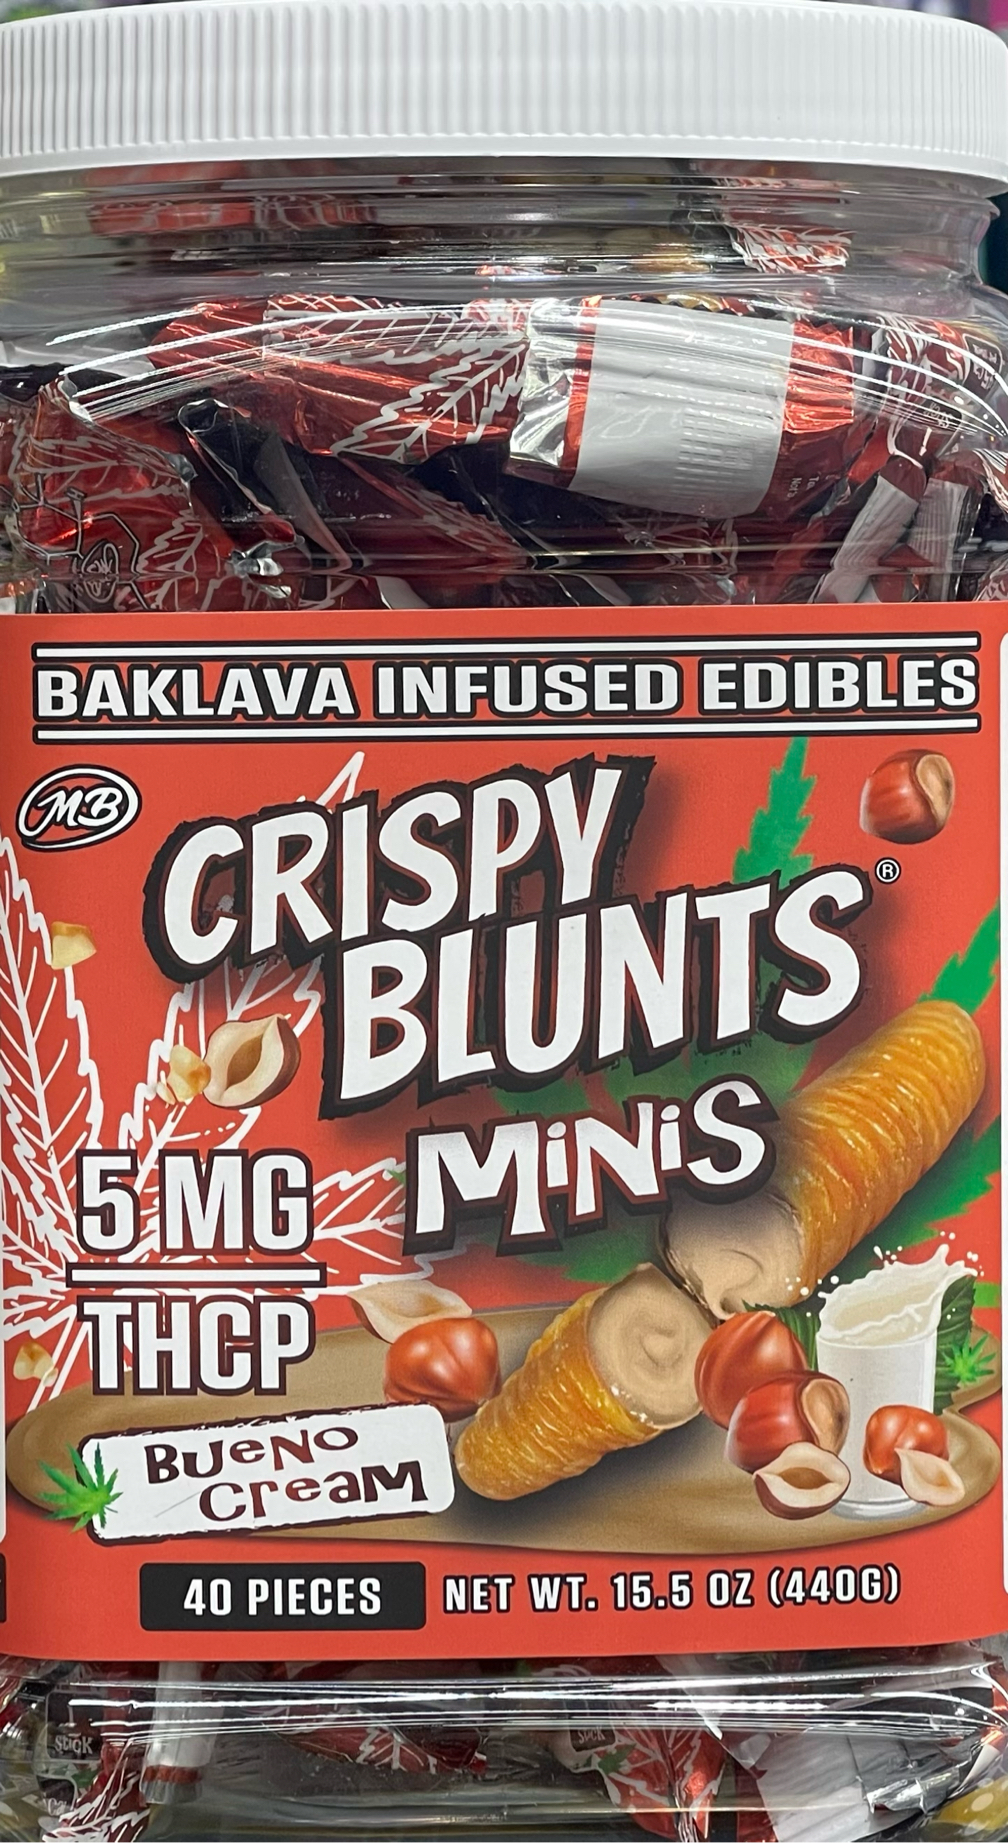 BAKLAVA INFUSED EDIBLES
MB
CRISPY
BLUNTS®
MINIS
5 MG
THCP
BUENO
CREAM
40 PIECES
NET WT. 15.5 OZ (440G)
STICK